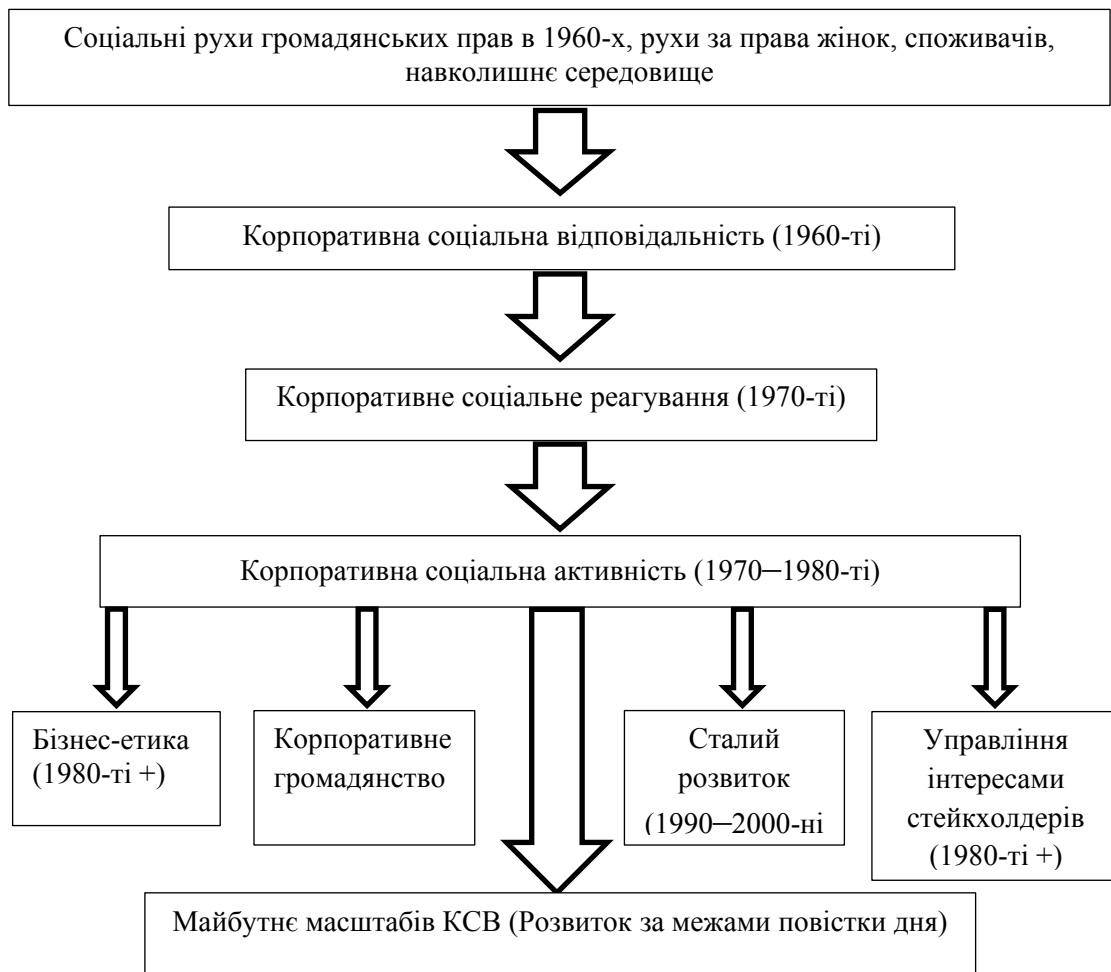 Соціальні рухи громадянських прав в 1960-х, рухи за права жінок, споживачів,
навколишнє середовище
Корпоративна соціальна відповідальність (1960-ті)
Корпоративне соціальне реагування (1970-ті)
Корпоративна соціальна активність (1970─1980-ті)
Бізнес-етика
(1980-ті +)
Корпоративне
громадянство
Сталий
розвиток
(1990─2000-ні
Управління
інтересами
стейкхолдерів
(1980-ті +)
Майбутнє масштабів КСВ (Розвиток за межами повістки дня)